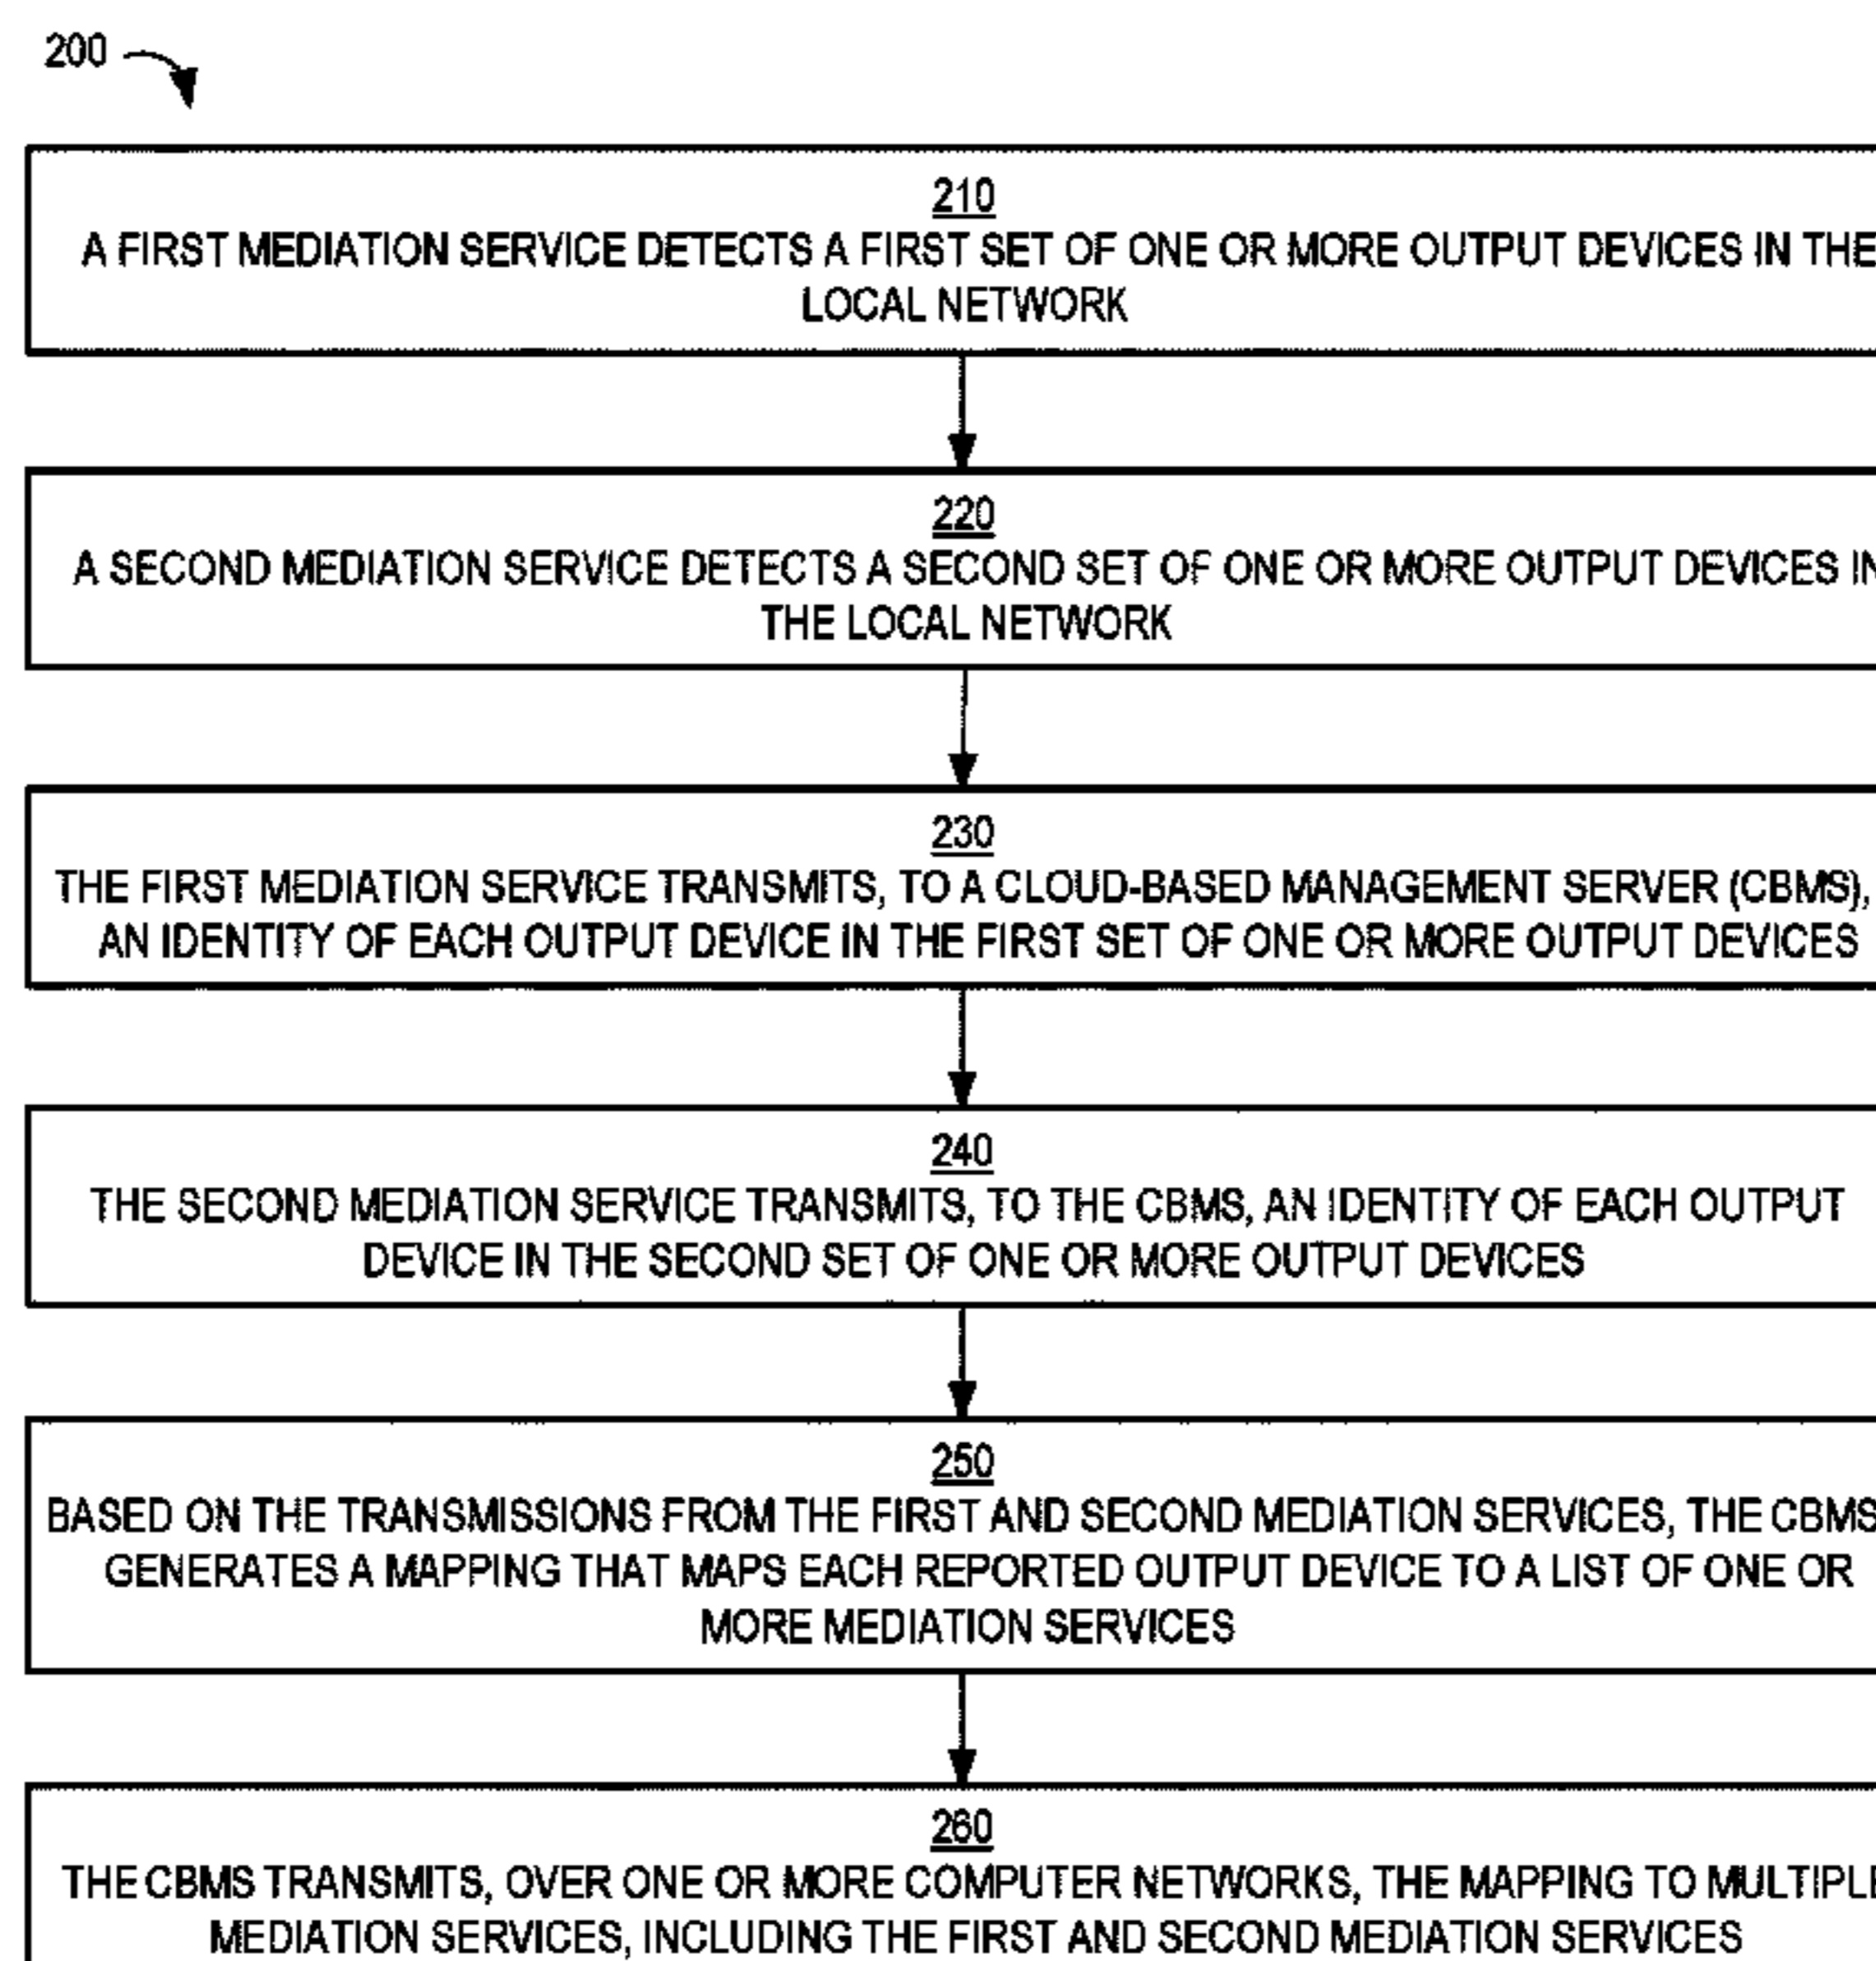 200
210
A FIRST MEDIATION SERVICE DETECTS A FIRST SET OF ONE OR MORE OUTPUT DEVICES IN THE
LOCAL NETWORK
220
A SECOND MEDIATION SERVICE DETECTS A SECOND SET OF ONE OR MORE OUTPUT DEVICES IN
THE LOCAL NETWORK
230
THE FIRST MEDIATION SERVICE TRANSMITS, TO A CLOUD-BASED MANAGEMENT SERVER (CBMS),
AN IDENTITY OF EACH OUTPUT DEVICE IN THE FIRST SET OF ONE OR MORE OUTPUT DEVICES
240
THE SECOND MEDIATION SERVICE TRANSMITS, TO THE CBMS, AN IDENTITY OF EACH OUTPUT
DEVICE IN THE SECOND SET OF ONE OR MORE OUTPUT DEVICES
250
BASED ON THE TRANSMISSIONS FROM THE FIRST AND SECOND MEDIATION SERVICES, THE CBMS
GENERATES A MAPPING THAT MAPS EACH REPORTED OUTPUT DEVICE TO A LIST OF ONE OR
MORE MEDIATION SERVICES
260
THE CBMS TRANSMITS, OVER ONE OR MORE COMPUTER NETWORKS, THE MAPPING TO MULTIPLE
MEDIATION SERVICES, INCLUDING THE FIRST AND SECOND MEDIATION SERVICES